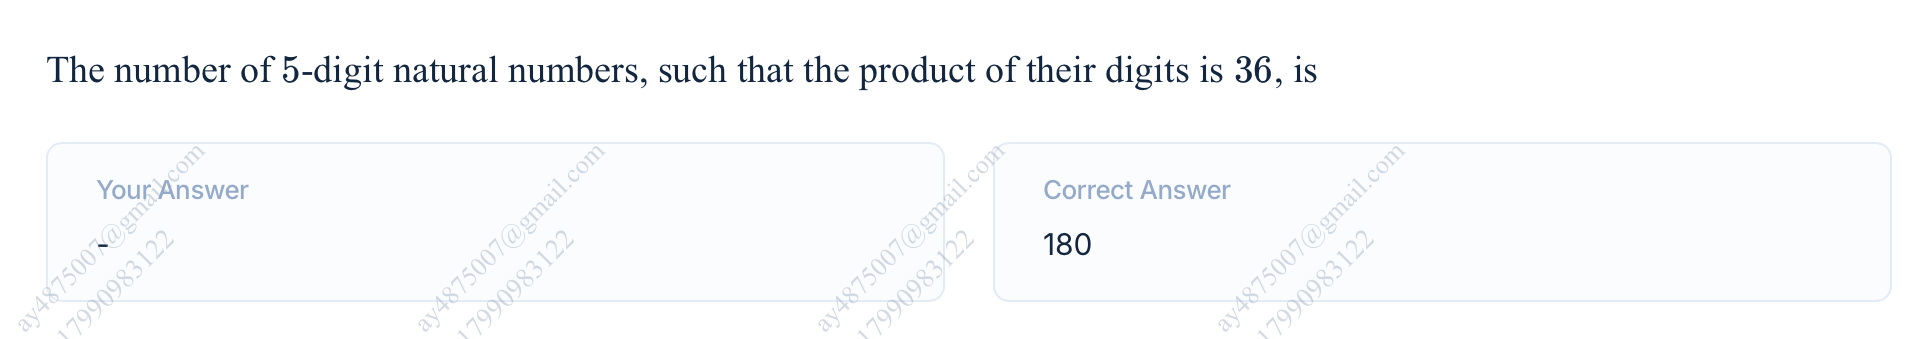 The number of 5-digit natural numbers, such that the product of their digits is 36, is
Your Answer
-
Correct Answer
180
ay4875007@gmail.com
17990983122
ay4875007@gmail.com
17990983122
ay4875007@gmail.com
17990983122
ay4875007@gmail.com
17990983122